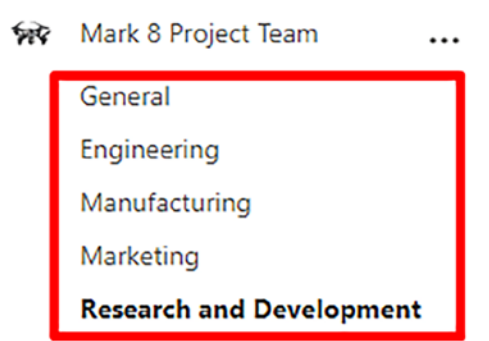 Mark 8 Project Team ...
General
Engineering
Manufacturing
Marketing
Research and Development